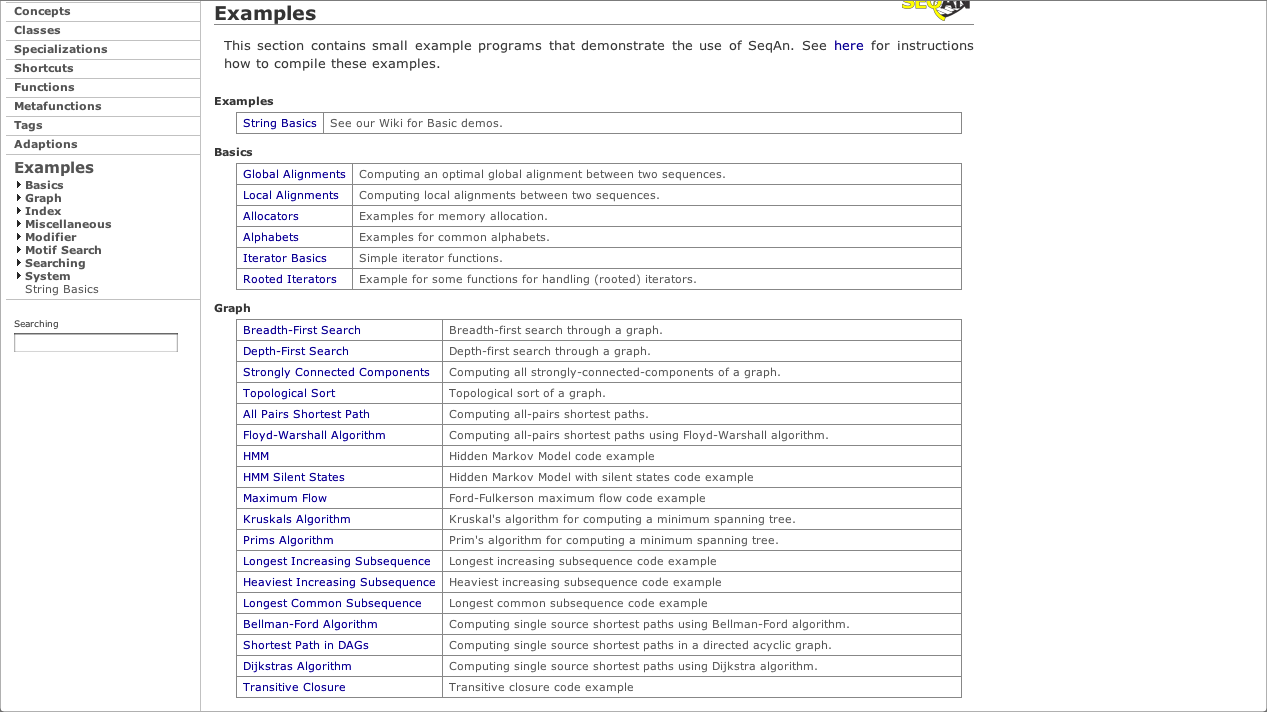 Concepts
Classes
Specializations
Shortcuts
Functions
Metafunctions
Tags
Adaptions
Examples
Basics
Graph
Index
Miscellaneous
Modifier
Motif Search
Searching
System
String Basics
Searching
SEQAN
Examples
This section contains small example programs that demonstrate the use of SeqAn. See here for instructions
how to compile these examples.
Examples
String Basics See our Wiki for Basic demos.
Basics
Global Alignments Computing an optimal global alignment between two sequences.
Local Alignments Computing local alignments between two sequences.
Allocators Examples for memory allocation.
Alphabets Examples for common alphabets.
Iterator Basics Simple iterator functions.
Rooted Iterators Example for some functions for handling (rooted) iterators.
Graph
Breadth-First Search Breadth-first search through a graph.
Depth-First Search Depth-first search through a graph.
Strongly Connected Components Computing all strongly-connected-components of a graph.
Topological Sort Topological sort of a graph.
All Pairs Shortest Path Computing all-pairs shortest paths.
Floyd-Warshall Algorithm Computing all-pairs shortest paths using Floyd-Warshall algorithm.
HMM Hidden Markov Model code example
HMM Silent States Hidden Markov Model with silent states code example
Maximum Flow Ford-Fulkerson maximum flow code example
Kruskals Algorithm Kruskal's algorithm for computing a minimum spanning tree.
Prims Algorithm Prim's algorithm for computing a minimum spanning tree.
Longest Increasing Subsequence Longest increasing subsequence code example
Heaviest Increasing Subsequence Heaviest increasing subsequence code example
Longest Common Subsequence Longest common subsequence code example
Bellman-Ford Algorithm Computing single source shortest paths using Bellman-Ford algorithm.
Shortest Path in DAGs Computing single source shortest paths in a directed acyclic graph.
Dijkstras Algorithm Computing single source shortest paths using Dijkstra algorithm.
Transitive Closure Transitive closure code example